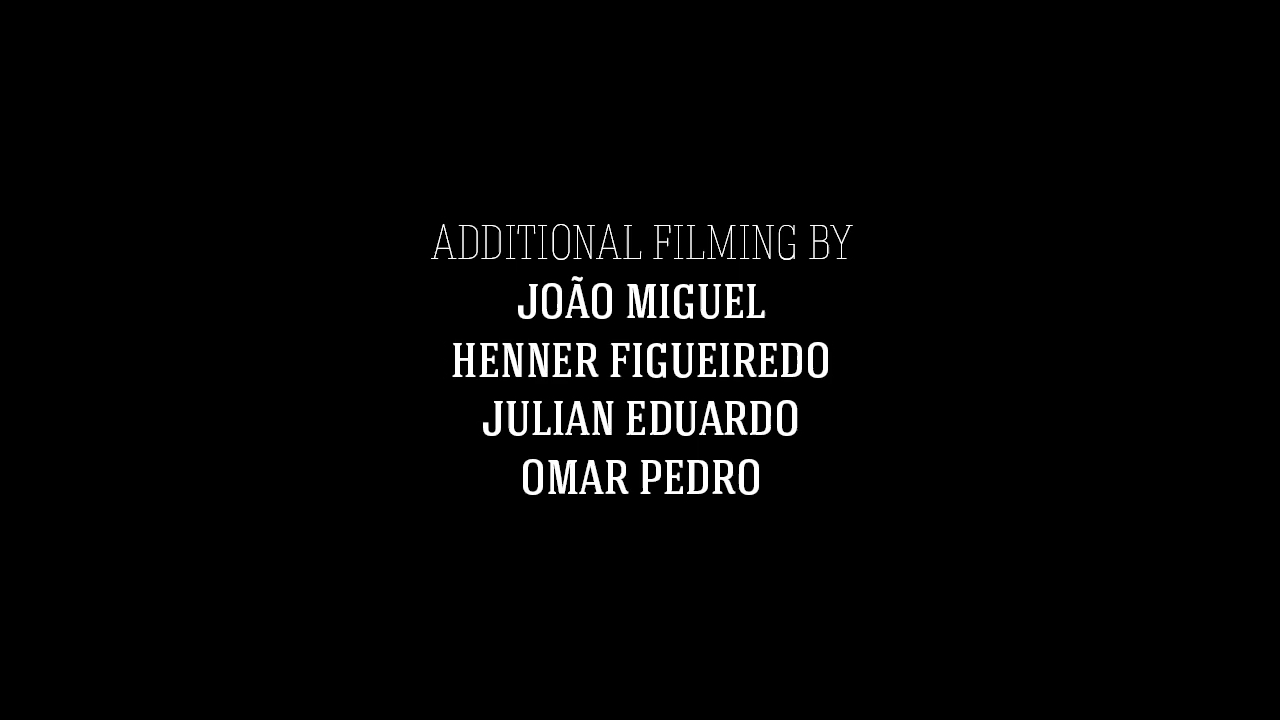 ADDITIONAL FILMING BY
JOÃO MIGUEL
HENNER FIGUEIREDO
JULIAN EDUARDO
OMAR PEDRO